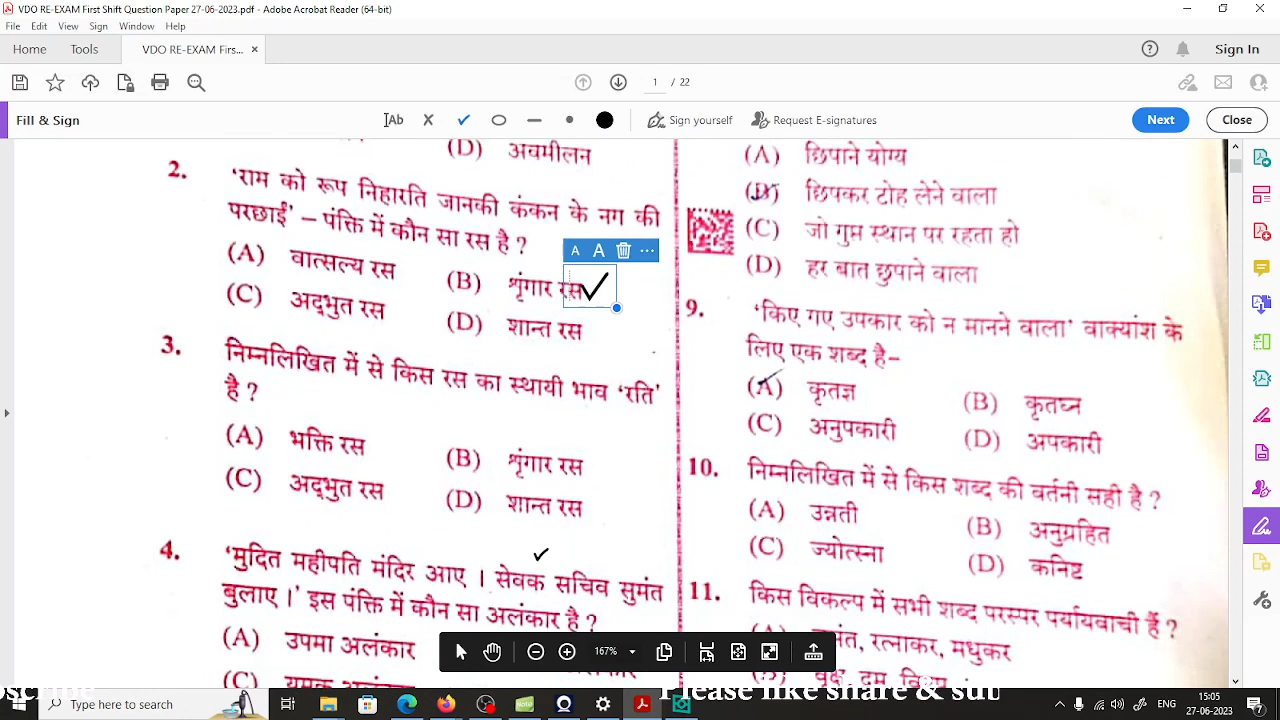 VDO RE-EXAM First Shift Question Paper 27-06-2023.pdf - Adobe Acrobat Reader (64-bit)
File Edit View Sign Window Help
Home Tools VDO RE-EXAM Firs... × Sign In
1 / 22
Fill & Sign Ab Sign yourself Request E-signatures Next Close
(D) अवमीलन
2. 'राम को रूप निहारति जानकी कंकन के नग की
परछाईं' – पंक्ति में कौन सा रस है ?
(A) वात्सल्य रस (B) शृंगार रस
(C) अद्भुत रस (D) शान्त रस
3. निम्नलिखित में से किस रस का स्थायी भाव 'रति'
है ?
(A) भक्ति रस (B) शृंगार रस
(C) अद्भुत रस (D) शान्त रस
4. 'मुदित महीपति मंदिर आए । सेवक सचिव सुमंत
बुलाए ।' इस पंक्ति में कौन सा अलंकार है ?
(A) उपमा अलंकार
(A) छिपाने योग्य
(B) छिपकर टोह लेने वाला
(C) जो गुप्त स्थान पर रहता हो
(D) हर बात छुपाने वाला
9. 'किए गए उपकार को न मानने वाला' वाक्यांश के
लिए एक शब्द है–
(A) कृतज्ञ (B) कृतघ्न
(C) अनुपकारी (D) अपकारी
10. निम्नलिखित में से किस शब्द की वर्तनी सही है ?
(A) उन्नती (B) अनुग्रहित
(C) ज्योत्स्ना (D) कनिष्ट
11. किस विकल्प में सभी शब्द परस्पर पर्यायवाची हैं ?
रत्नाकर, मधुकर
167%
Please like share & sub
Type here to search
ENG 15:05
27-06-2023